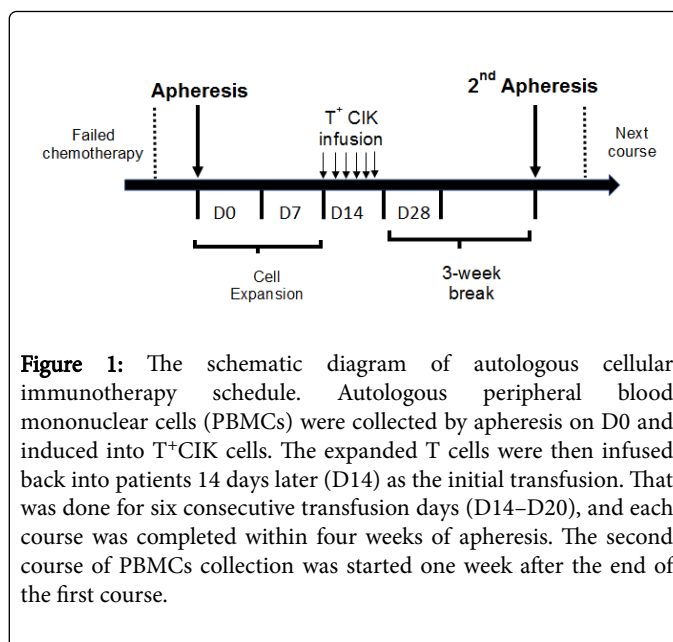 Apheresis
2nd Apheresis
T+ CIK
infusion
Failed
chemotherapy
Next
course
D0 D7 D14 D28
Cell
Expansion
3-week
break
Figure 1: The schematic diagram of autologous cellular
immunotherapy schedule. Autologous peripheral blood
mononuclear cells (PBMCs) were collected by apheresis on D0 and
induced into T+CIK cells. The expanded T cells were then infused
back into patients 14 days later (D14) as the initial transfusion. That
was done for six consecutive transfusion days (D14–D20), and each
course was completed within four weeks of apheresis. The second
course of PBMCs collection was started one week after the end of
the first course.